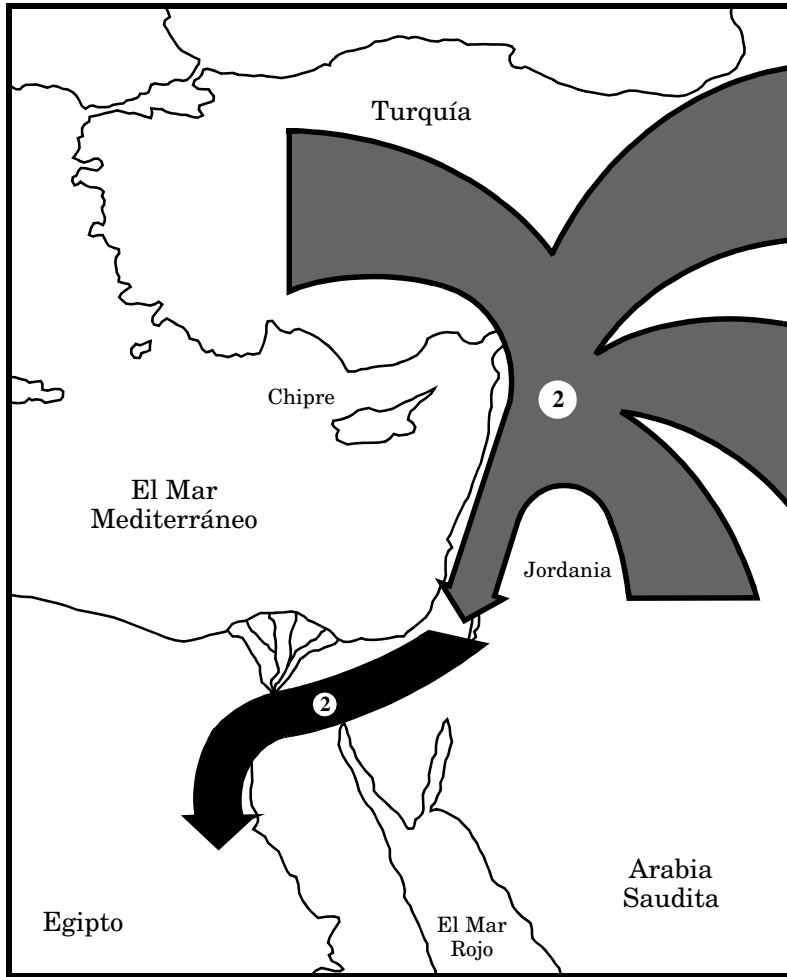 Turquía
Chipre
2
El Mar
Mediterráneo
Jordania
2
Arabia
Saudita
Egipto
El Mar
Rojo